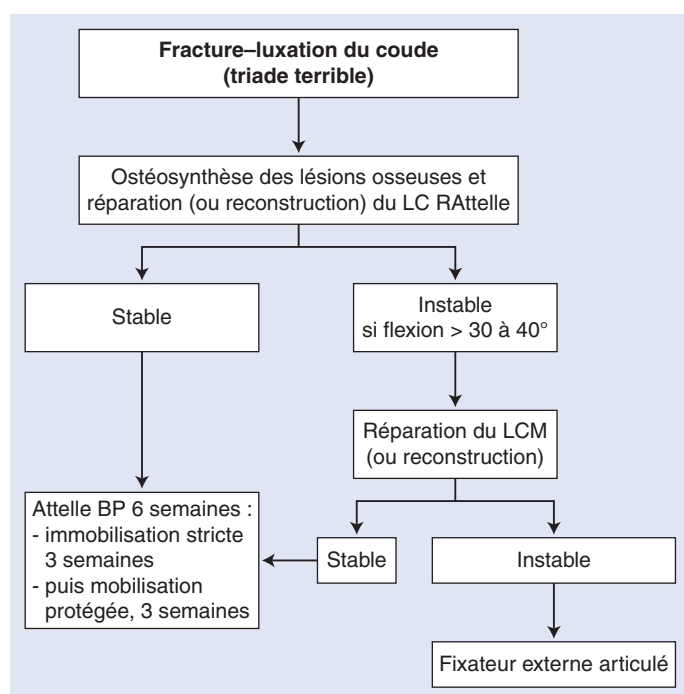 Fracture–luxation du coude
(triade terrible)
Ostéosynthèse des lésions osseuses et
réparation (ou reconstruction) du LC RAttelle
Stable
Instable
si flexion > 30 à 40°
Réparation du LCM
(ou reconstruction)
Attelle BP 6 semaines :
- immobilisation stricte
3 semaines
- puis mobilisation
protégée, 3 semaines
Stable
Instable
Fixateur externe articulé